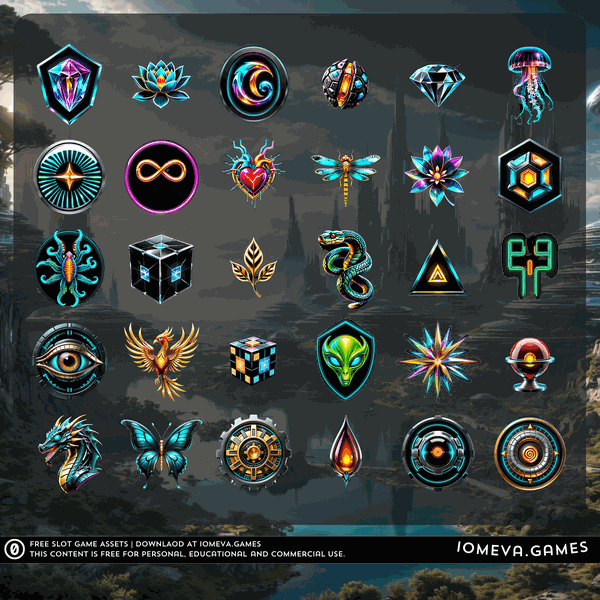 FREE SLOT GAME ASSETS | DOWNLAOD AT IOMEVA.GAMES
THIS CONTENT IS FREE FOR PERSONAL, EDUCATIONAL AND COMMERCIAL USE.
IOMEVA.GAMES